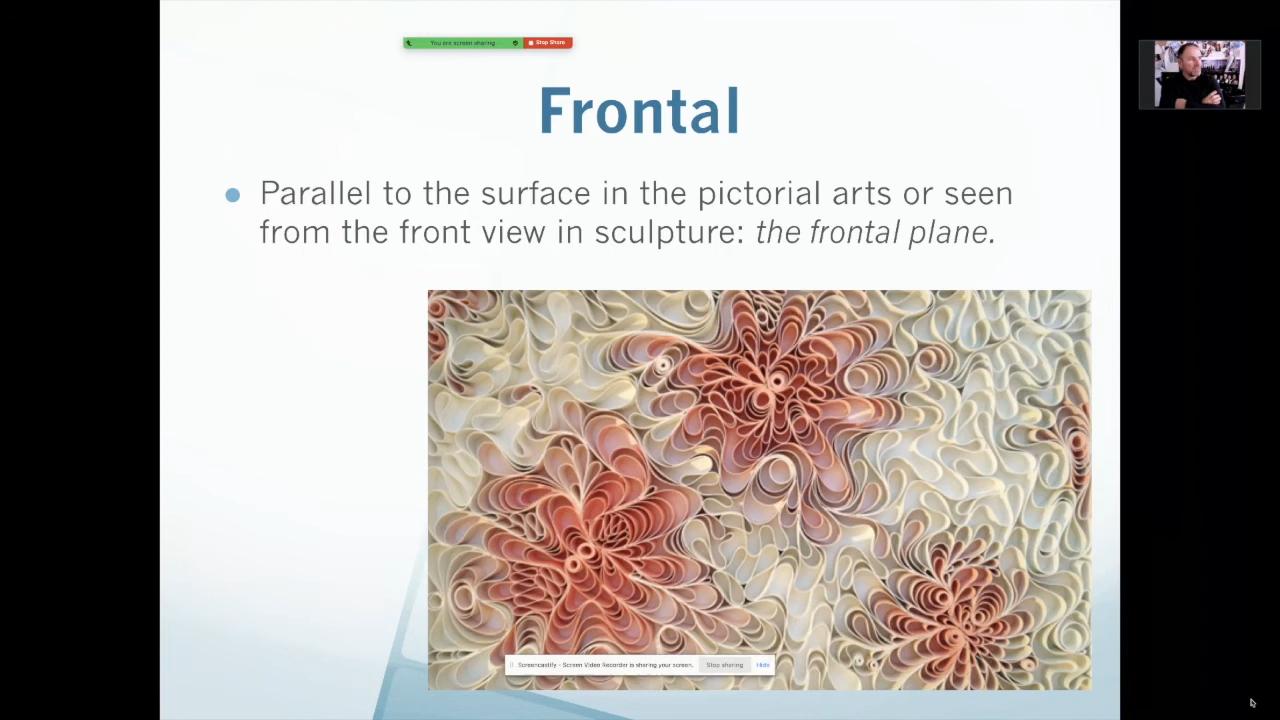 You are screen sharing Stop Share
Frontal
Parallel to the surface in the pictorial arts or seen
from the front view in sculpture: the frontal plane.
Screencastify - Screen Video Recorder is sharing your screen. Stop sharing Hide